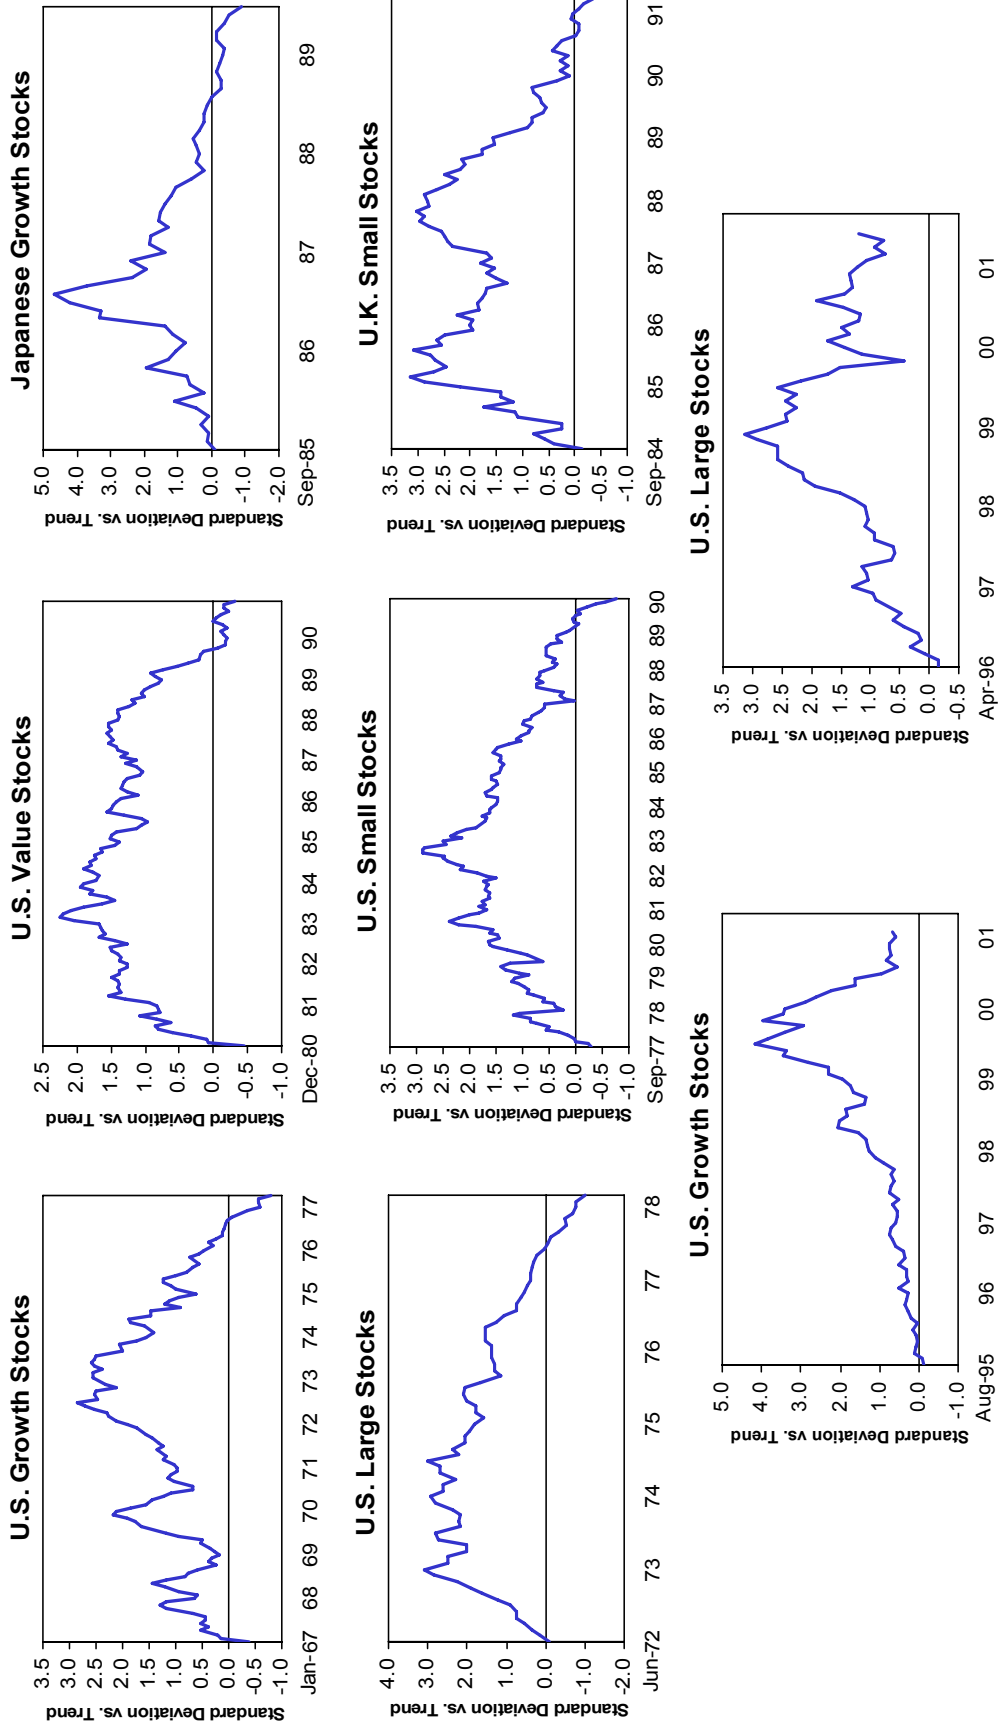 U.S. Growth Stocks
Standard Deviation vs. Trend
3.5
3.0
2.5
2.0
1.5
1.0
0.5
0.0
-0.5
-1.0
Jan-67 68 69 70 71 72 73 74 75 76 77
U.S. Value Stocks
Standard Deviation vs. Trend
2.5
2.0
1.5
1.0
0.5
0.0
-0.5
-1.0
Dec-80 81 82 83 84 85 86 87 88 89 90
Japanese Growth Stocks
Standard Deviation vs. Trend
5.0
4.0
3.0
2.0
1.0
0.0
-1.0
-2.0
Sep-85 86 87 88 89
U.S. Large Stocks
Standard Deviation vs. Trend
4.0
3.0
2.0
1.0
0.0
-1.0
-2.0
Jun-72 73 74 75 76 77 78
U.S. Small Stocks
Standard Deviation vs. Trend
3.5
3.0
2.5
2.0
1.5
1.0
0.5
0.0
-0.5
-1.0
Sep-77 78 79 80 81 82 83 84 85 86 87 88 89 90
U.K. Small Stocks
Standard Deviation vs. Trend
3.5
3.0
2.5
2.0
1.5
1.0
0.5
0.0
-0.5
-1.0
Sep-84 85 86 87 88 89 90 91
U.S. Growth Stocks
Standard Deviation vs. Trend
5.0
4.0
3.0
2.0
1.0
0.0
-1.0
Aug-95 96 97 98 99 00 01
U.S. Large Stocks
Standard Deviation vs. Trend
3.5
3.0
2.5
2.0
1.5
1.0
0.5
0.0
-0.5
Apr-96 97 98 99 00 01